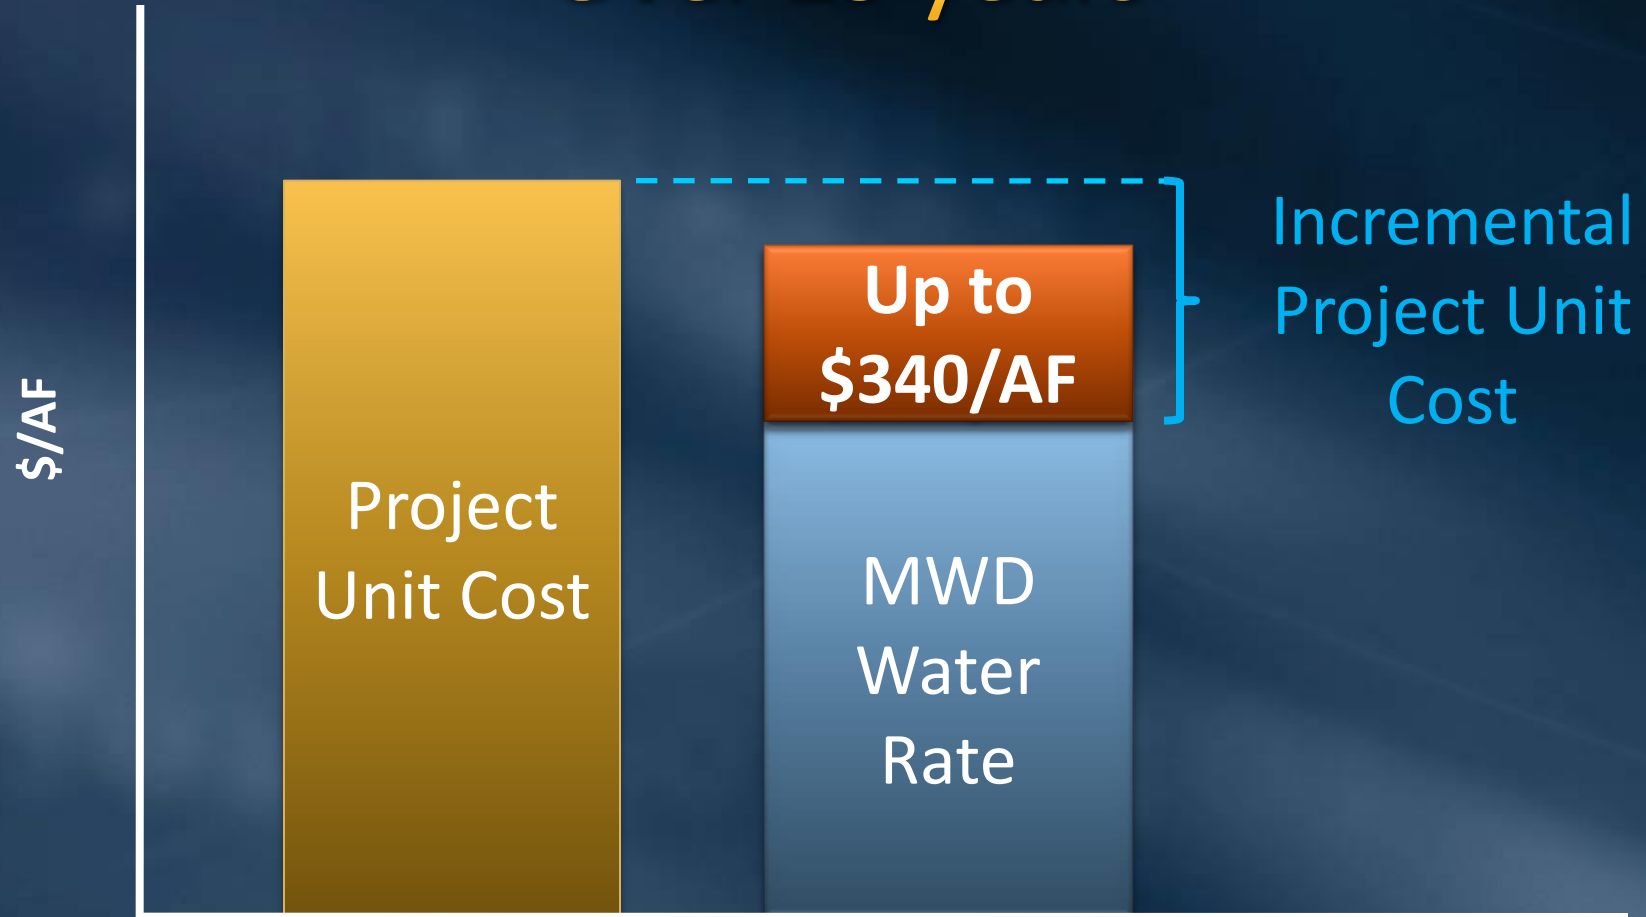 $/AF
Project
Unit Cost
Up to
$340/AF
MWD
Water
Rate
Incremental
Project Unit
Cost